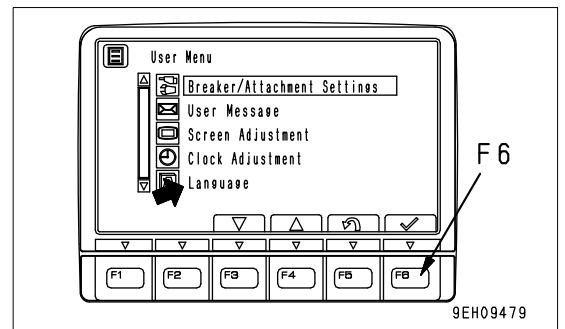 User Menu
Breaker/Attachment Settings
User Message
Screen Adjustment
Clock Adjustment
Language
F6
F1 F2 F3 F4 F5 F6
9EH09479